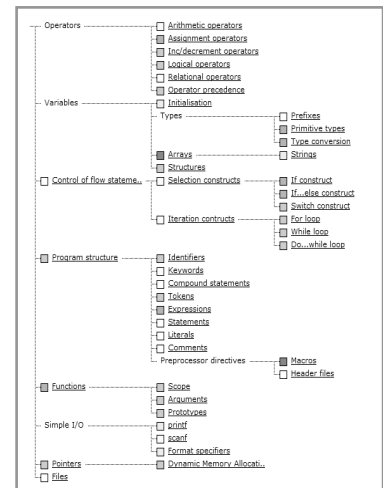 Operators
Arithmetic operators
Assignment operators
Inc/decrement operators
Logical operators
Relational operators
Operator precedence
Variables
Initialisation
Types
Prefixes
Primitive types
Type conversion
Arrays
Strings
Structures
Control of flow stateme..
Selection constructs
If construct
If...else construct
Switch construct
Iteration contructs
For loop
While loop
Do...while loop
Program structure
Identifiers
Keywords
Compound statements
Tokens
Expressions
Statements
Literals
Comments
Preprocessor directives
Macros
Header files
Functions
Scope
Arguments
Prototypes
Simple I/O
printf
scanf
Format specifiers
Pointers
Dynamic Memory Allocati..
Files